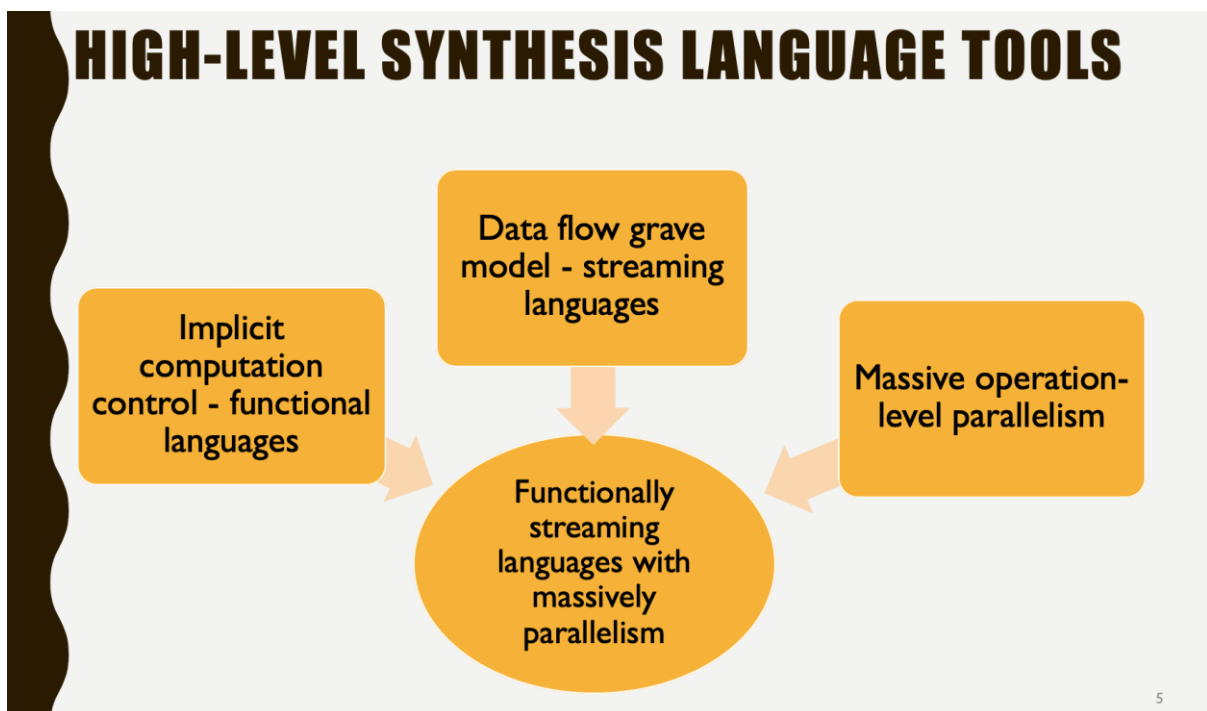 HIGH-LEVEL SYNTHESIS LANGUAGE TOOLS
Data flow grave
model - streaming
languages
Implicit
computation
control - functional
languages
Massive operation-
level parallelism
Functionally
streaming
languages with
massively
parallelism
5